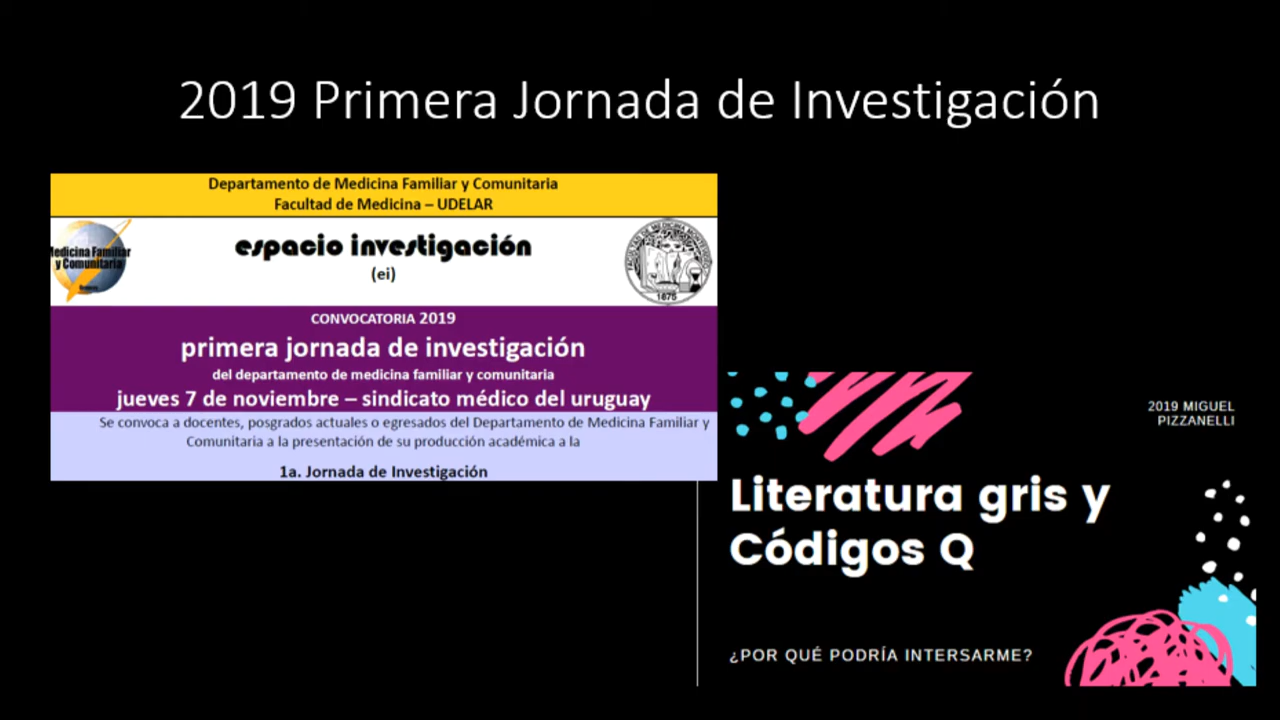 2019 Primera Jornada de Investigación
Departamento de Medicina Familiar y Comunitaria
Facultad de Medicina – UDELAR
Medicina Familiar
y Comunitaria
espacio investigación
(ei)
1875
CONVOCATORIA 2019
primera jornada de investigación
del departamento de medicina familiar y comunitaria
jueves 7 de noviembre – sindicato médico del uruguay
Se convoca a docentes, posgrados actuales o egresados del Departamento de Medicina Familiar y
Comunitaria a la presentación de su producción académica a la
1a. Jornada de Investigación
2019 MIGUEL
PIZZANELLI
Literatura gris y
Códigos Q
¿POR QUÉ PODRÍA INTERSARME?